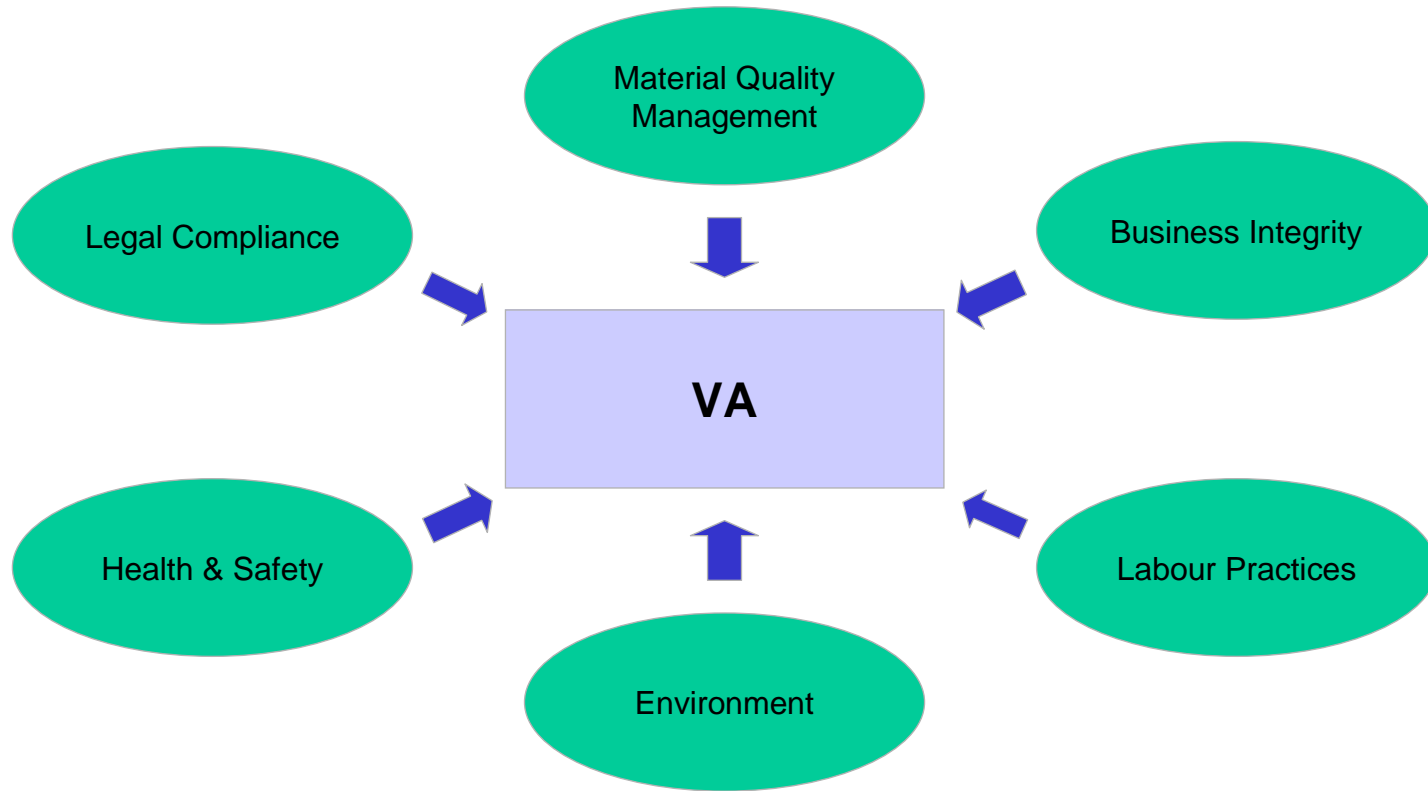 Material Quality
Management
Legal Compliance
Business Integrity
VA
Health & Safety
Labour Practices
Environment